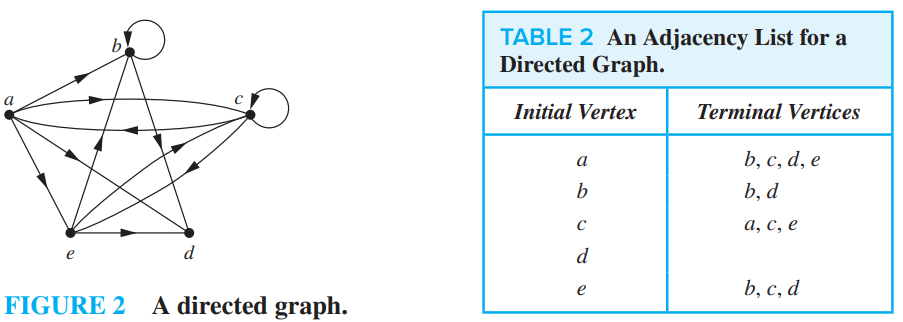 b
a
c
e
d
FIGURE 2 A directed graph.
TABLE 2 An Adjacency List for a
Directed Graph.
Initial Vertex Terminal Vertices
a b, c, d, e
b b, d
c a, c, e
d
e b, c, d